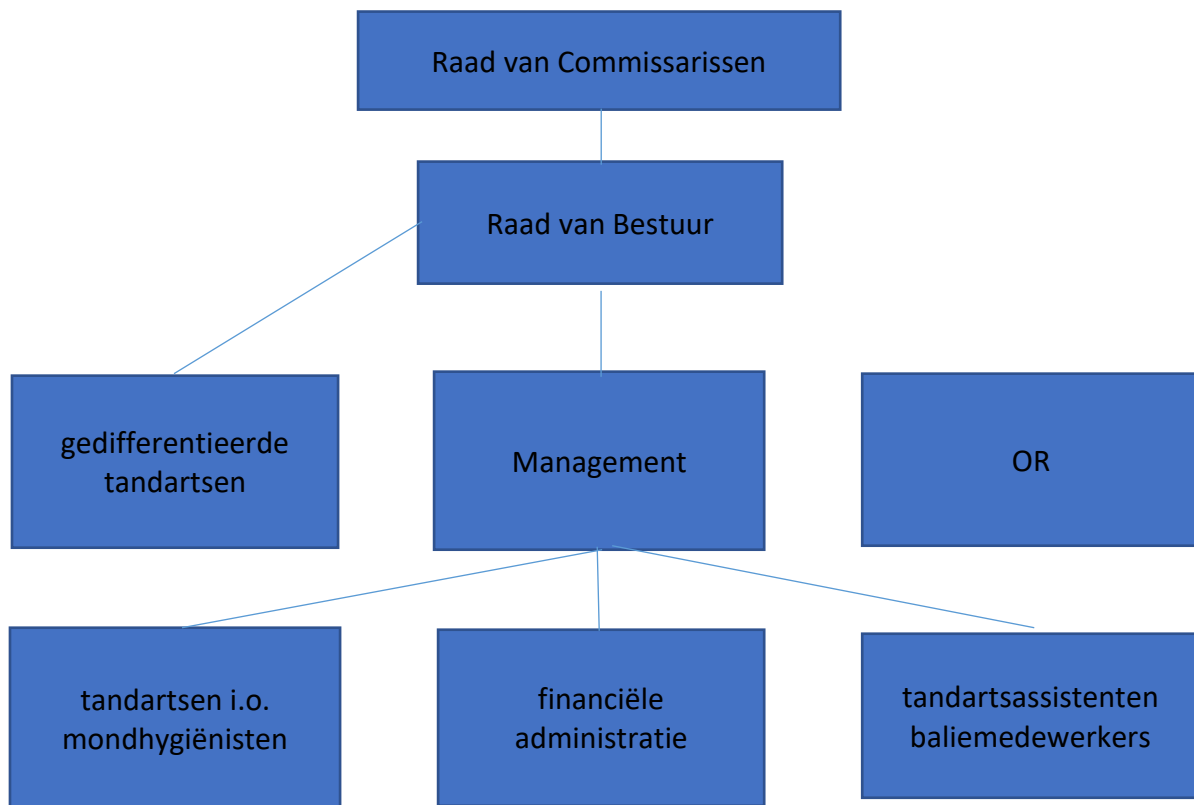 Raad van Commissarissen
Raad van Bestuur
gedifferentieerde
tandartsen
Management
OR
tandartsen i.o.
mondhygiënisten
financiële
administratie
tandartsassistenten
baliemedewerkers